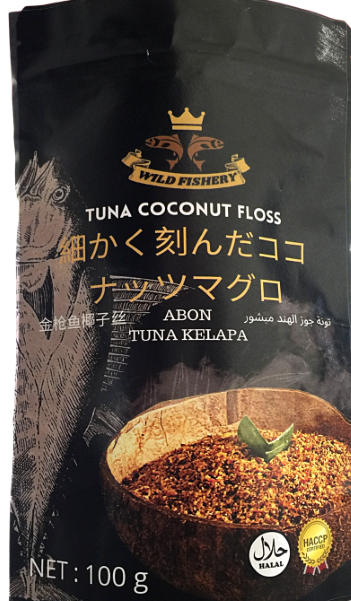 WILD FISHERY
TUNA COCONUT FLOSS
細かく刻んだココ
ナッツマグロ
金枪鱼椰子丝
ABON
TUNA KELAPA
تونة جوز الهند مبشور
حلال
HALAL
HACCP
CERTIFIED
NET : 100 g